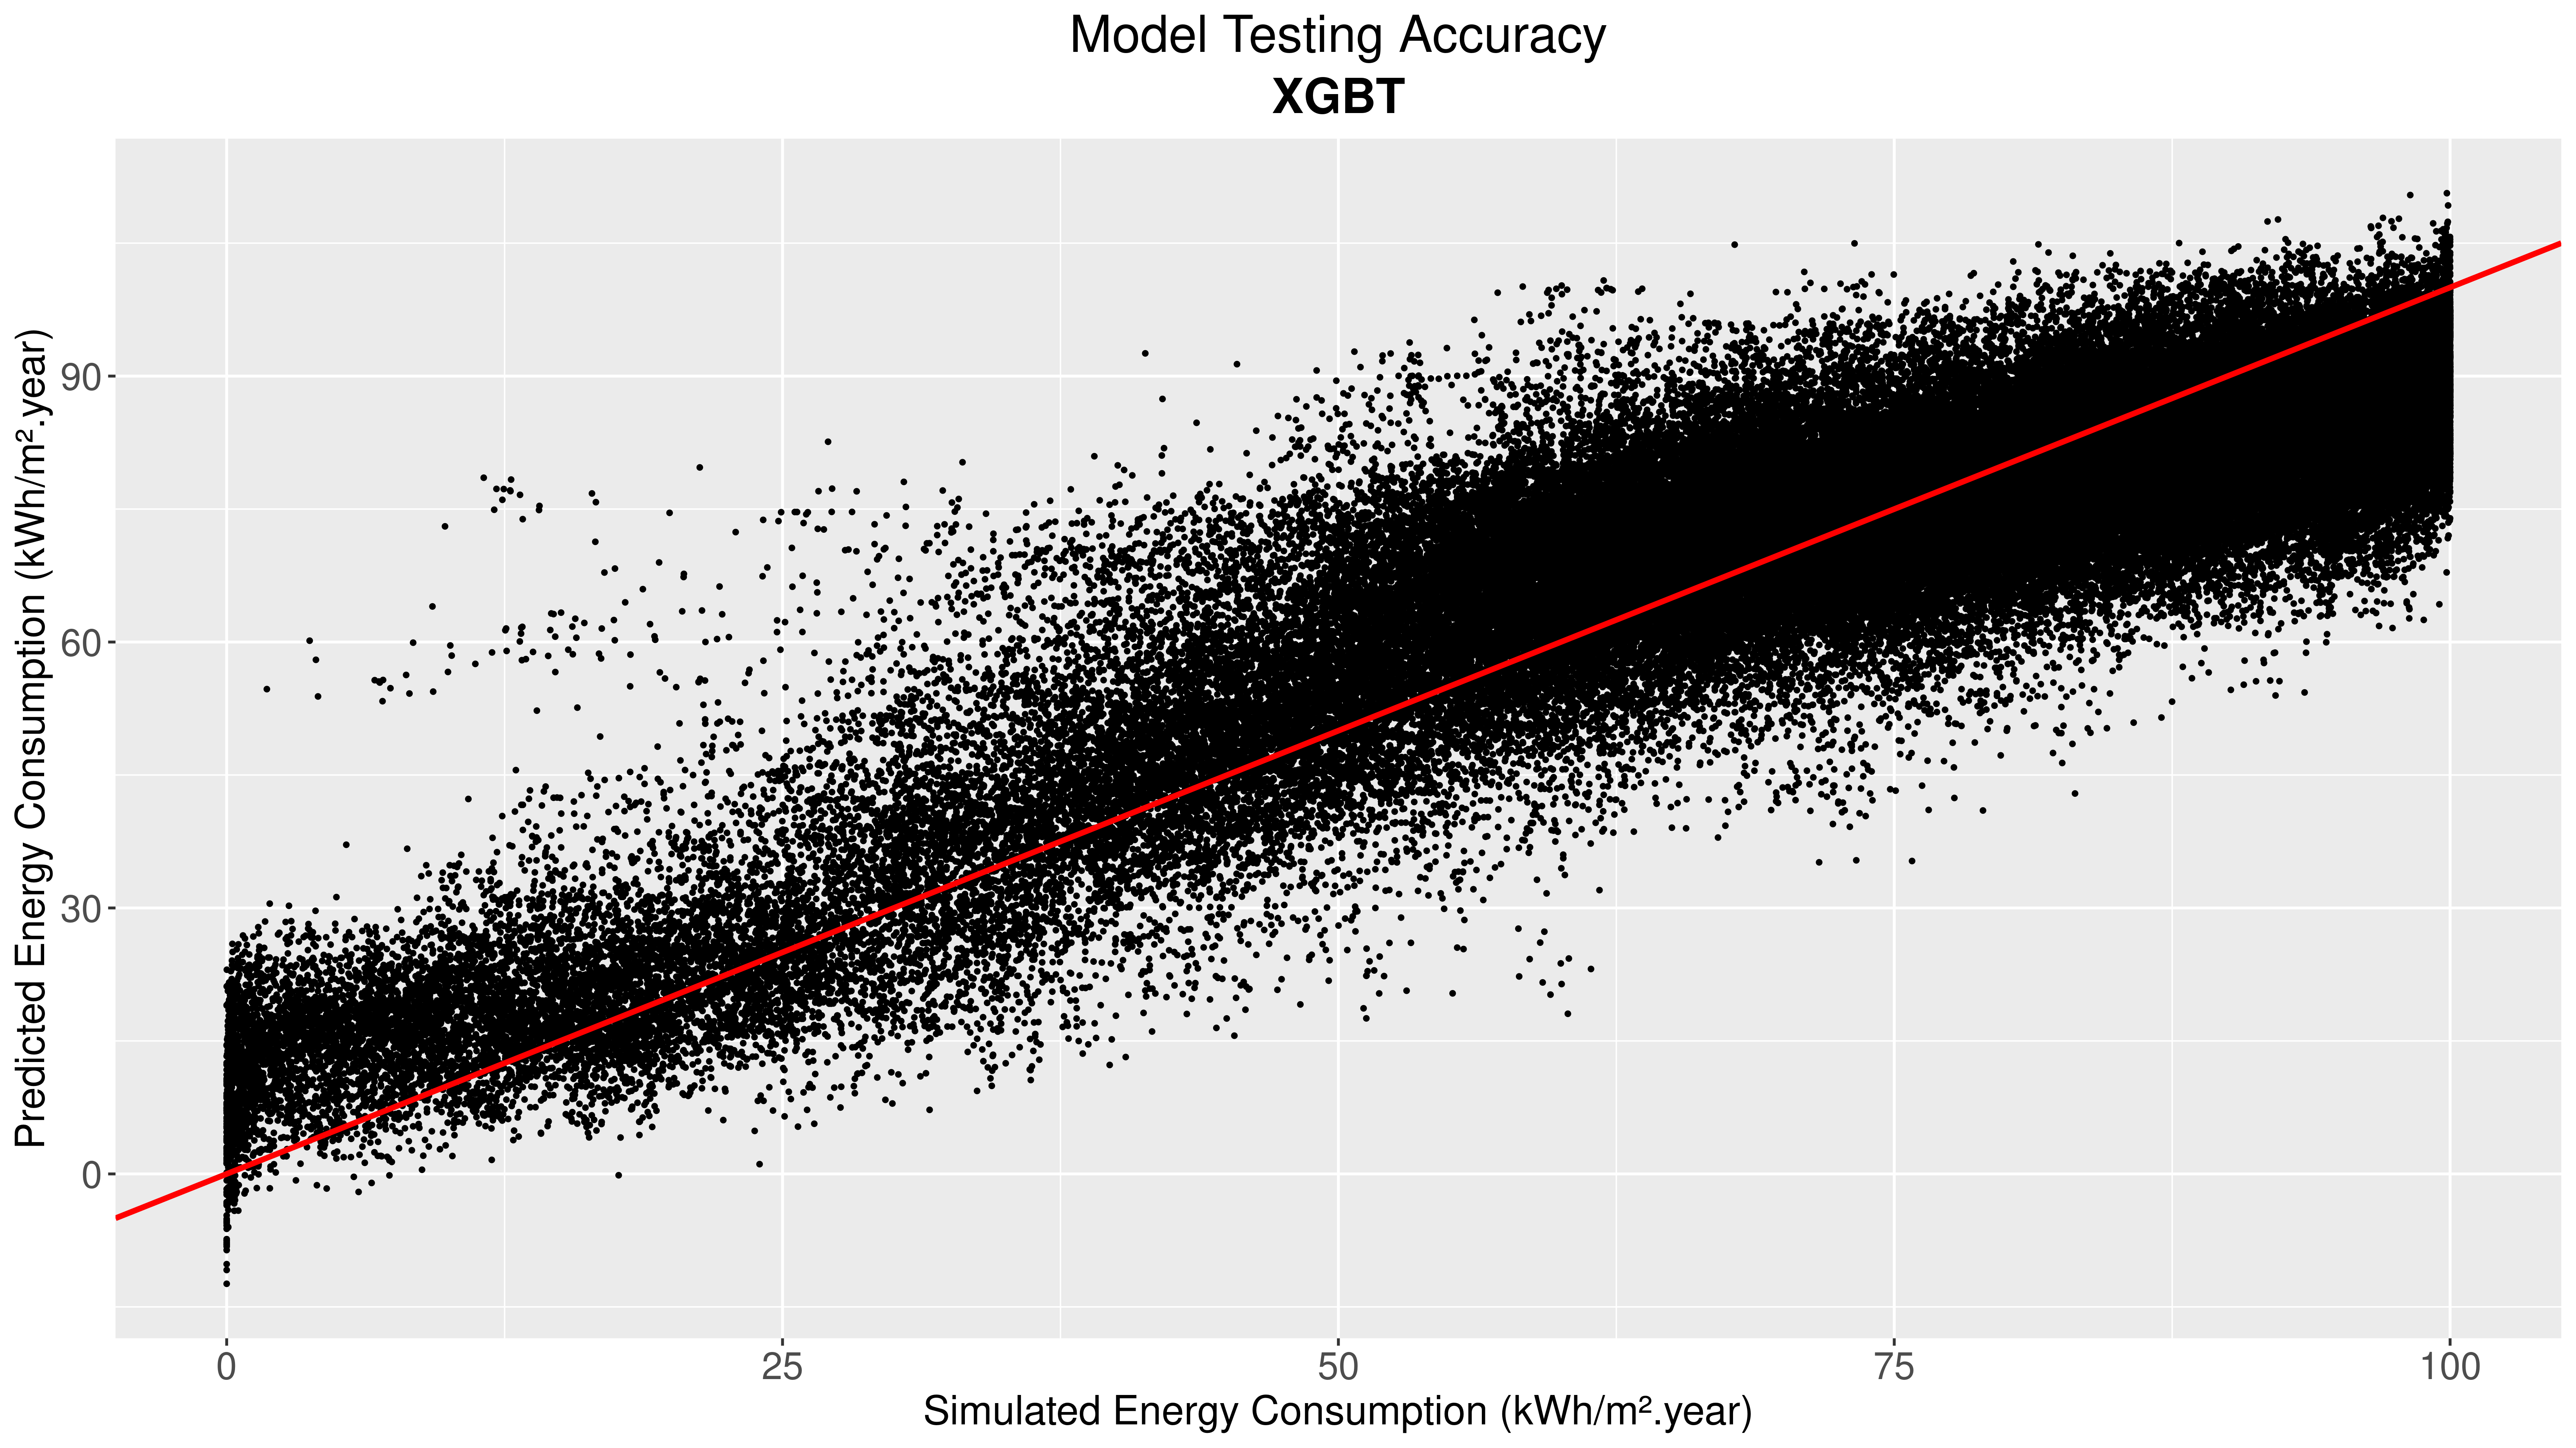 Model Testing Accuracy
XGBT
Predicted Energy Consumption (kWh/m².year)
90
60
30
0
0 25 50 75 100
Simulated Energy Consumption (kWh/m².year)